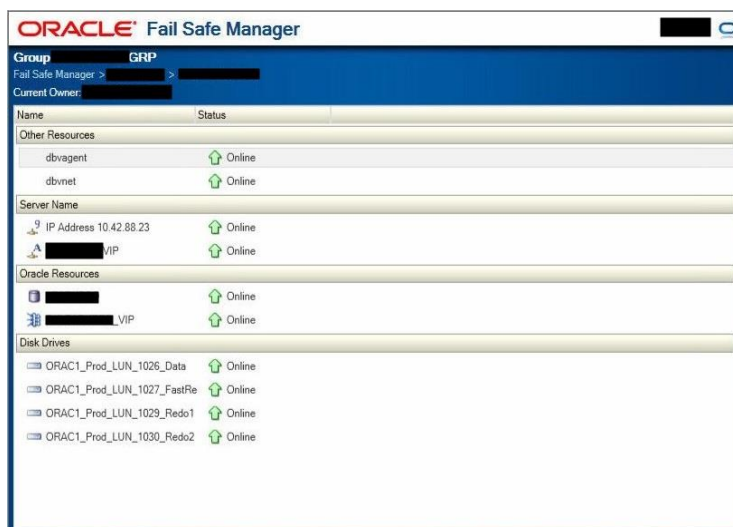 ORACLE Fail Safe Manager
Group GRP
Fail Safe Manager > >
Current Owner:
Name Status
Other Resources
dbvagent Online
dbvnet Online
Server Name
IP Address 10.42.88.23 Online
VIP Online
Oracle Resources
Online
_VIP Online
Disk Drives
ORAC1_Prod_LUN_1026_Data Online
ORAC1_Prod_LUN_1027_FastRe Online
ORAC1_Prod_LUN_1029_Redo1 Online
ORAC1_Prod_LUN_1030_Redo2 Online